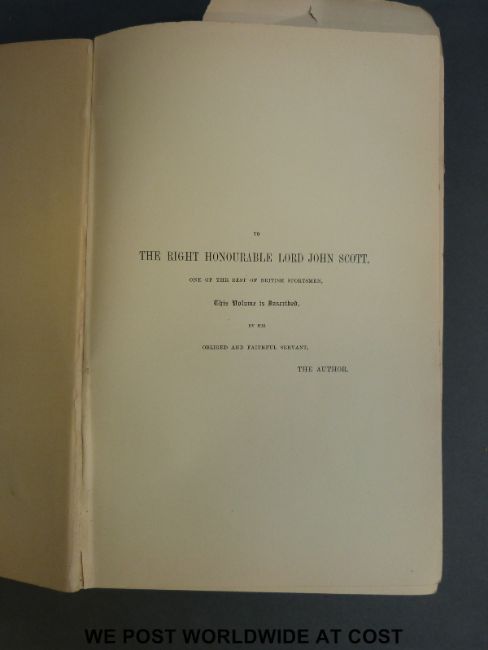 TO
THE RIGHT HONOURABLE LORD JOHN SCOTT,
ONE OF THE BEST OF BRITISH SPORTSMEN,
This Volume is Inscribed,
BY HIS
OBLIGED AND FAITHFUL SERVANT,
THE AUTHOR.
WE POST WORLDWIDE AT COST